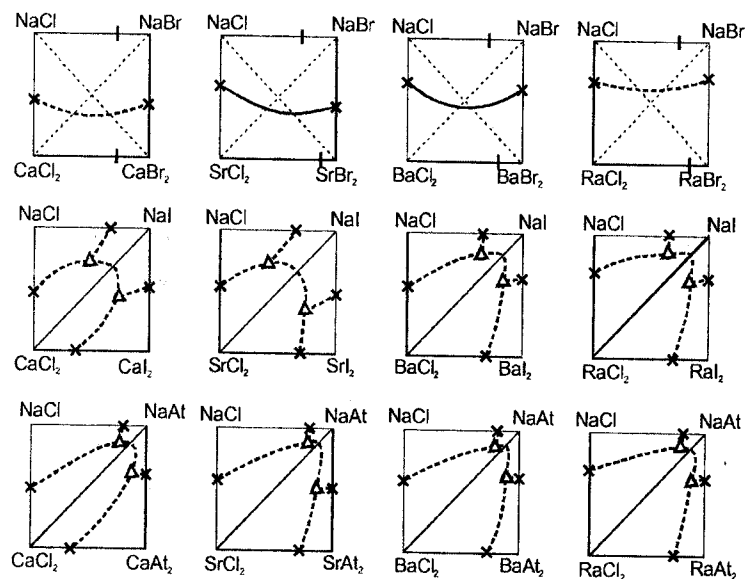 NaCl NaBr NaCl NaBr NaCl NaBr NaCl NaBr
CaCl₂ CaBr₂ SrCl₂ SrBr₂ BaCl₂ BaBr₂ RaCl₂ RaBr₂
NaCl NaI NaCl NaI NaCl NaI NaCl NaI
CaCl₂ CaI₂ SrCl₂ SrI₂ BaCl₂ BaI₂ RaCl₂ RaI₂
NaCl NaAt NaCl NaAt NaCl NaAt NaCl NaAt
CaCl₂ CaAt₂ SrCl₂ SrAt₂ BaCl₂ BaAt₂ RaCl₂ RaAt₂